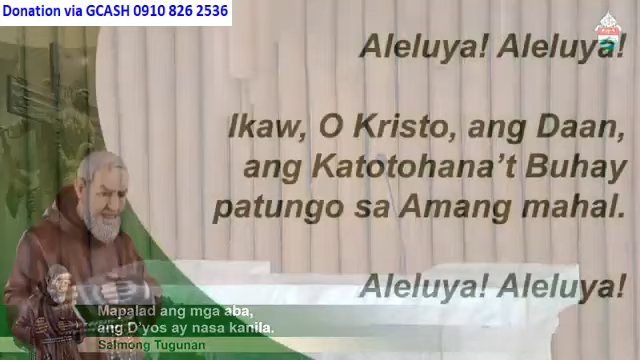 Donation via GCASH 0910 826 2536
Aleluya! Aleluya!
Ikaw, O Kristo, ang Daan,
ang Katotohana't Buhay
patungo sa Amang mahal.
Aleluya! Aleluya!
Mapalad ang mga aba,
ang D'yos ay nasa kanila.
Salmong Tugunan